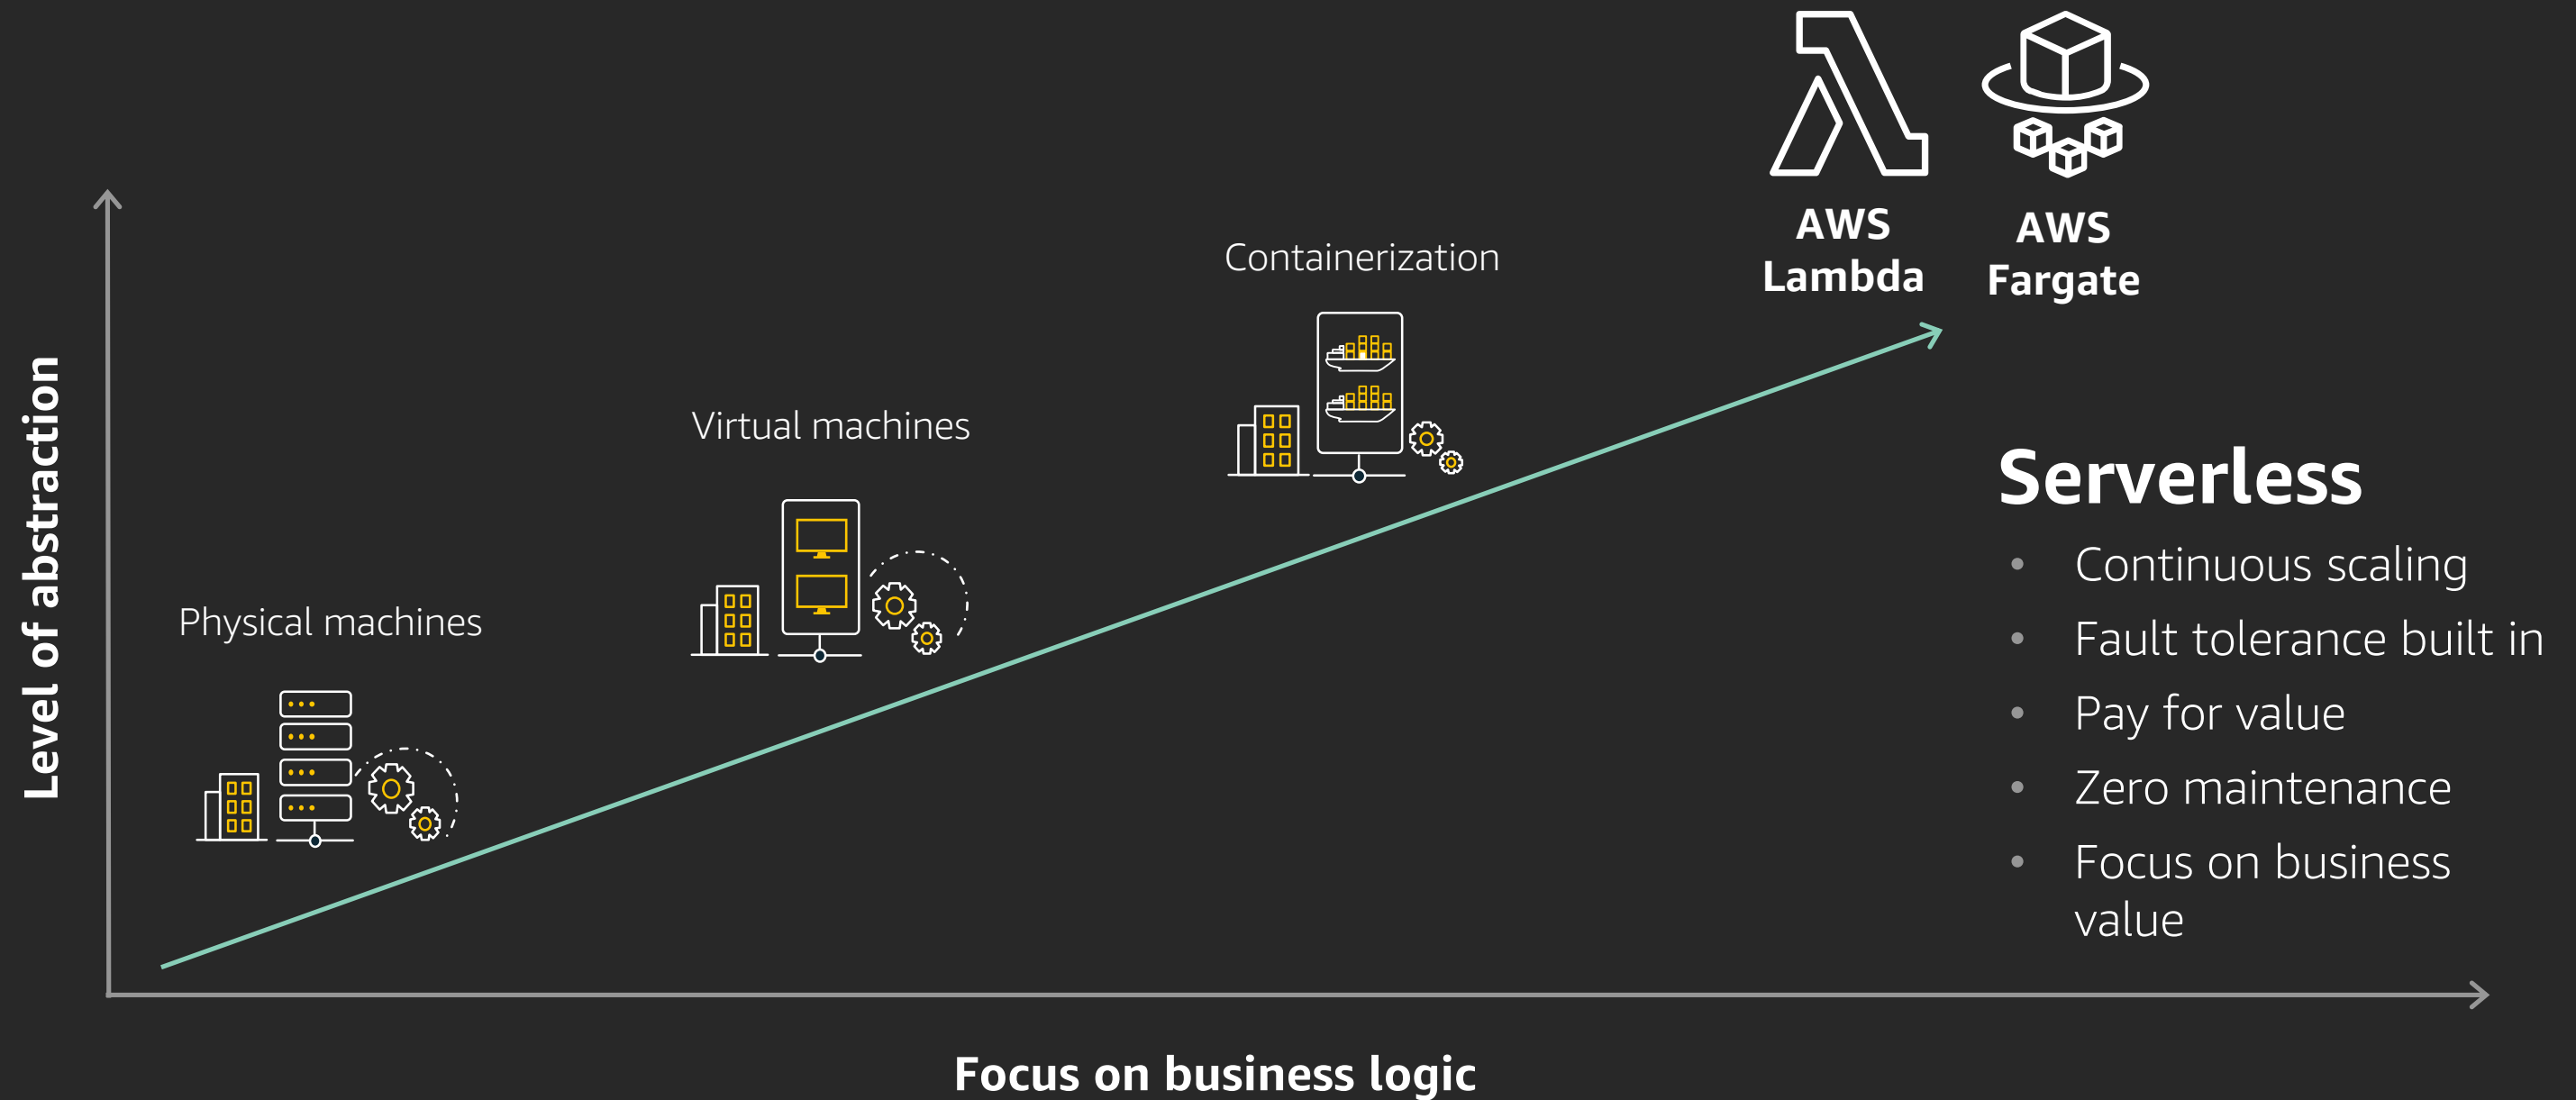 AWS
Lambda
AWS
Fargate
Containerization
Virtual machines
Physical machines
Level of abstraction
Serverless
• Continuous scaling
• Fault tolerance built in
• Pay for value
• Zero maintenance
• Focus on business
value
Focus on business logic